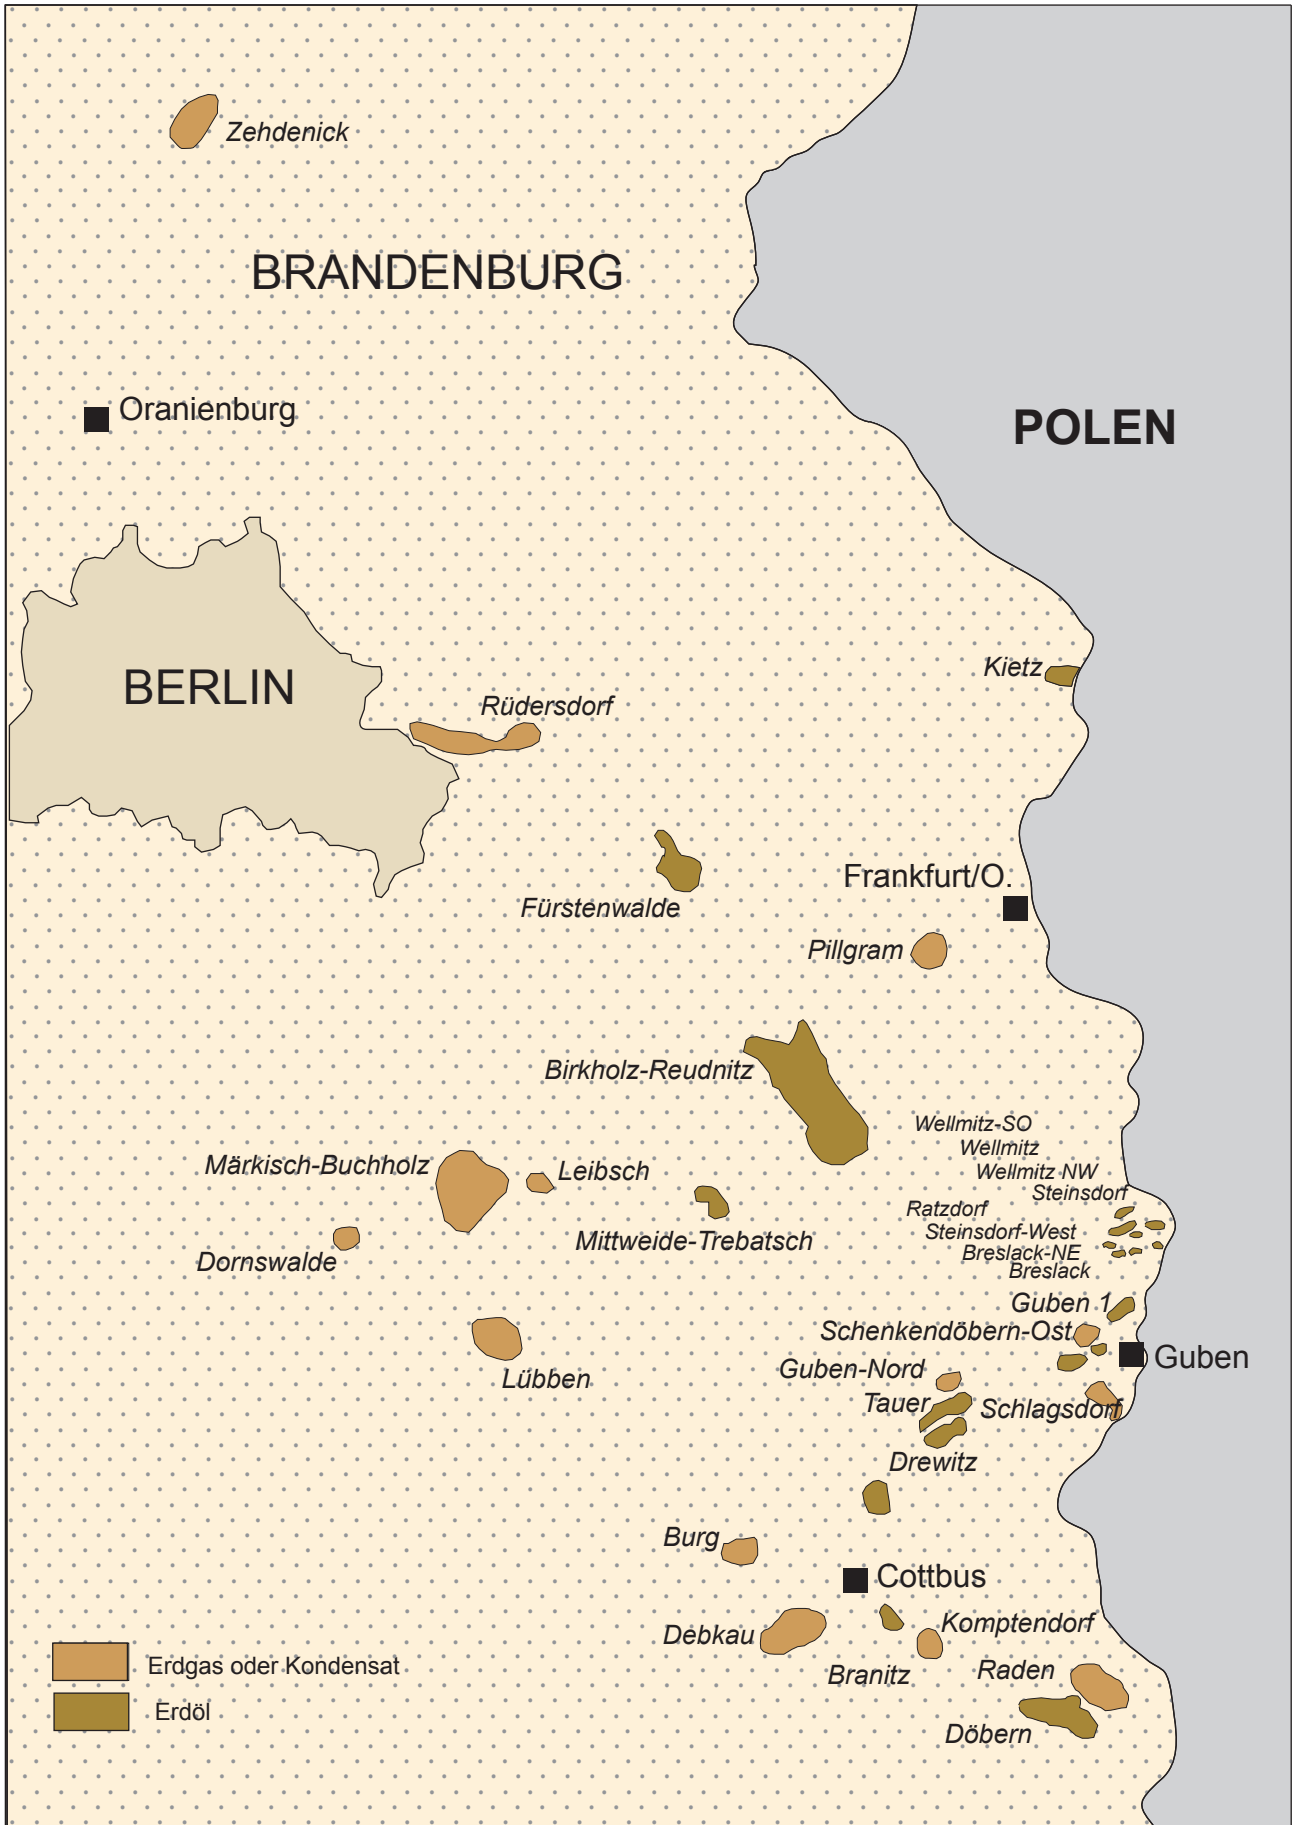 Zehdenick
BRANDENBURG
Oranienburg
POLEN
BERLIN
Kietz
Rüdersdorf
Frankfurt/O.
Fürstenwalde
Pillgram
Birkholz-Reudnitz
Wellmitz-SO
Wellmitz
Wellmitz NW
Märkisch-Buchholz
Leibsch
Steinsdorf
Ratzdorf
Steinsdorf-West
Mittweide-Trebatsch
Breslack-NE
Dornswalde
Breslack
Guben 1
Schenkendöbern-Ost
Guben
Guben-Nord
Lübben
Tauer
Schlagsdorf
Drewitz
Burg
Cottbus
Komptendorf
Debkau
Branitz
Raden
Erdgas oder Kondensat
Erdöl
Döbern